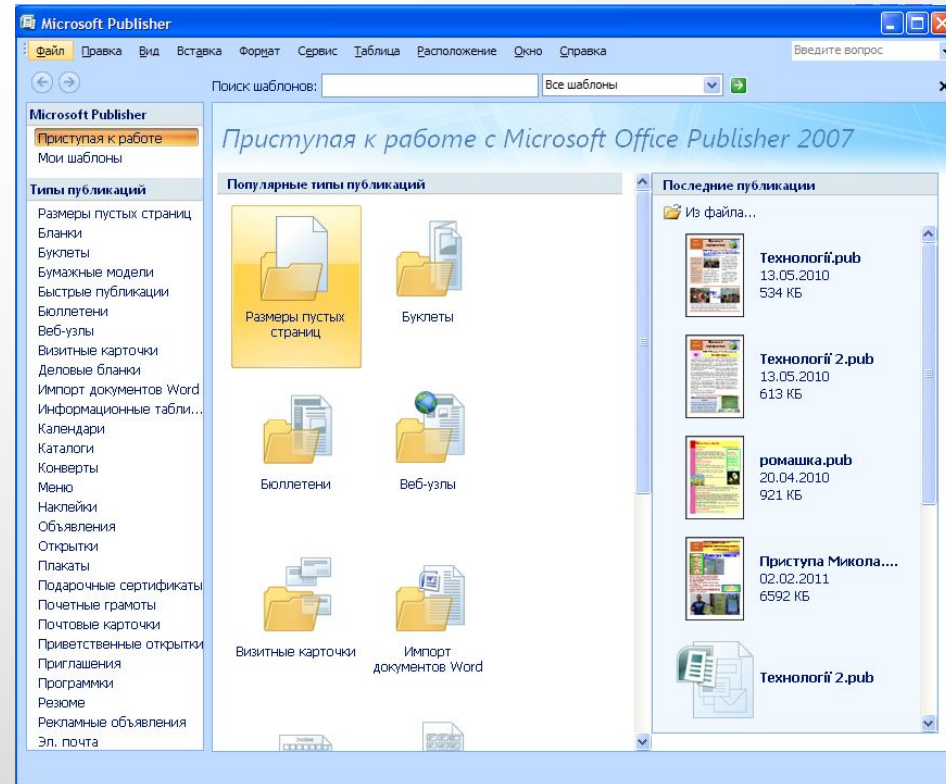 Microsoft Publisher
Файл Правка Вид Вставка Формат Сервис Таблица Расположение Окно Справка
Введите вопрос
Поиск шаблонов:
Все шаблоны
Microsoft Publisher
Приступая к работе
Мои шаблоны
Типы публикаций
Размеры пустых страниц
Бланки
Буклеты
Бумажные модели
Быстрые публикации
Бюллетени
Веб-узлы
Визитные карточки
Деловые бланки
Импорт документов Word
Информационные табли...
Календари
Каталоги
Конверты
Меню
Наклейки
Объявления
Открытки
Плакаты
Подарочные сертификаты
Почетные грамоты
Почтовые карточки
Приветственные открытки
Приглашения
Программки
Резюме
Рекламные объявления
Эл. почта
Приступая к работе с Microsoft Office Publisher 2007
Популярные типы публикаций
Размеры пустых
страниц
Буклеты
Бюллетени
Веб-узлы
Визитные карточки
Импорт
документов Word
Последние публикации
Из файла...
Технології.pub
13.05.2010
534 КБ
Технології 2.pub
13.05.2010
613 КБ
ромашка.pub
20.04.2010
921 КБ
Приступа Микола....
02.02.2011
6592 КБ
Технології 2.pub